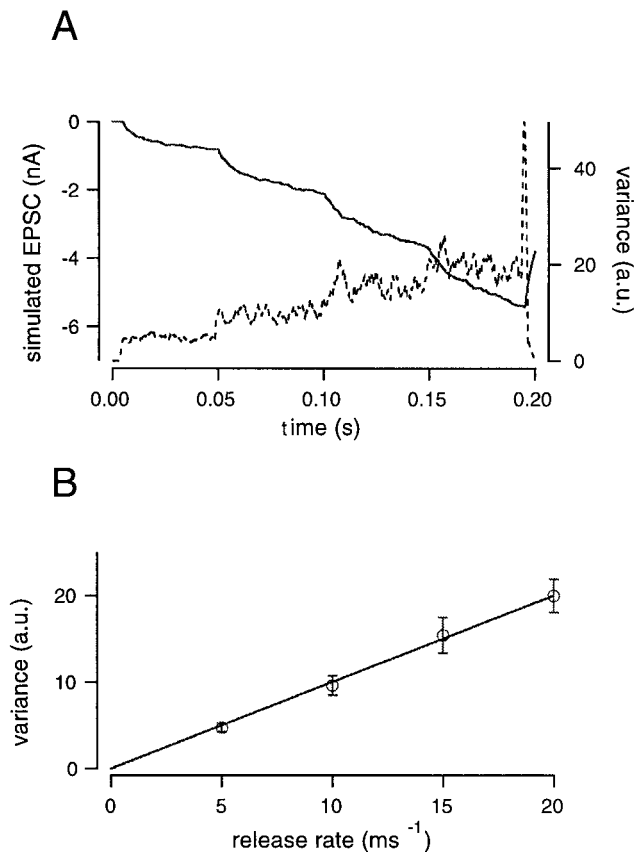 A
simulated EPSC (nA)
0
-2
-4
-6
variance (a.u.)
40
20
0
0.00 0.05 0.10 0.15 0.20
time (s)
B
variance (a.u.)
20
10
0
0 5 10 15 20
release rate (ms -1)